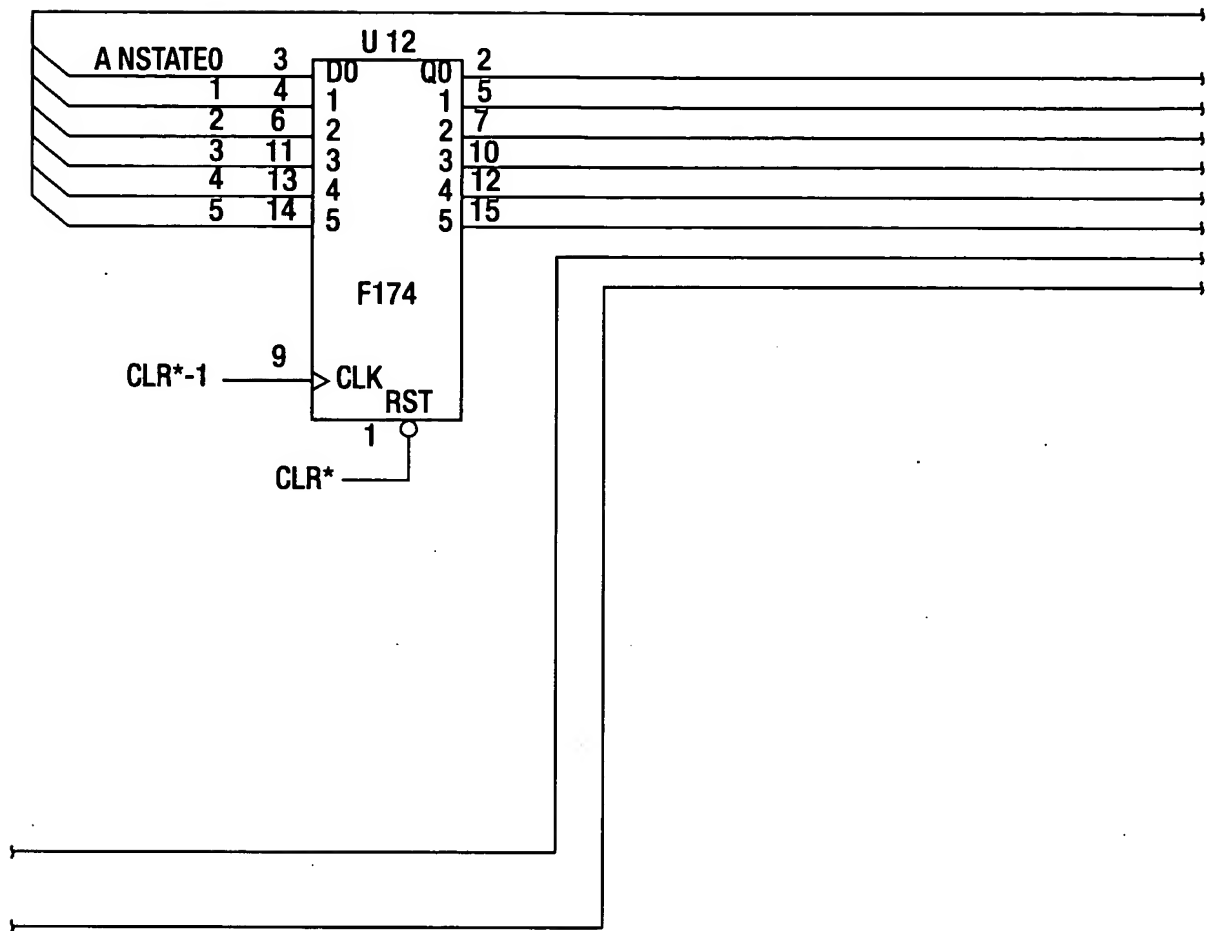 U 12
A NSTATE0 3 D0 Q0 2
1 4 1 1 5
2 6 2 2 7
3 11 3 3 10
4 13 4 4 12
5 14 5 5 15
F174
CLR*-1 9 CLK
RST
1
CLR*